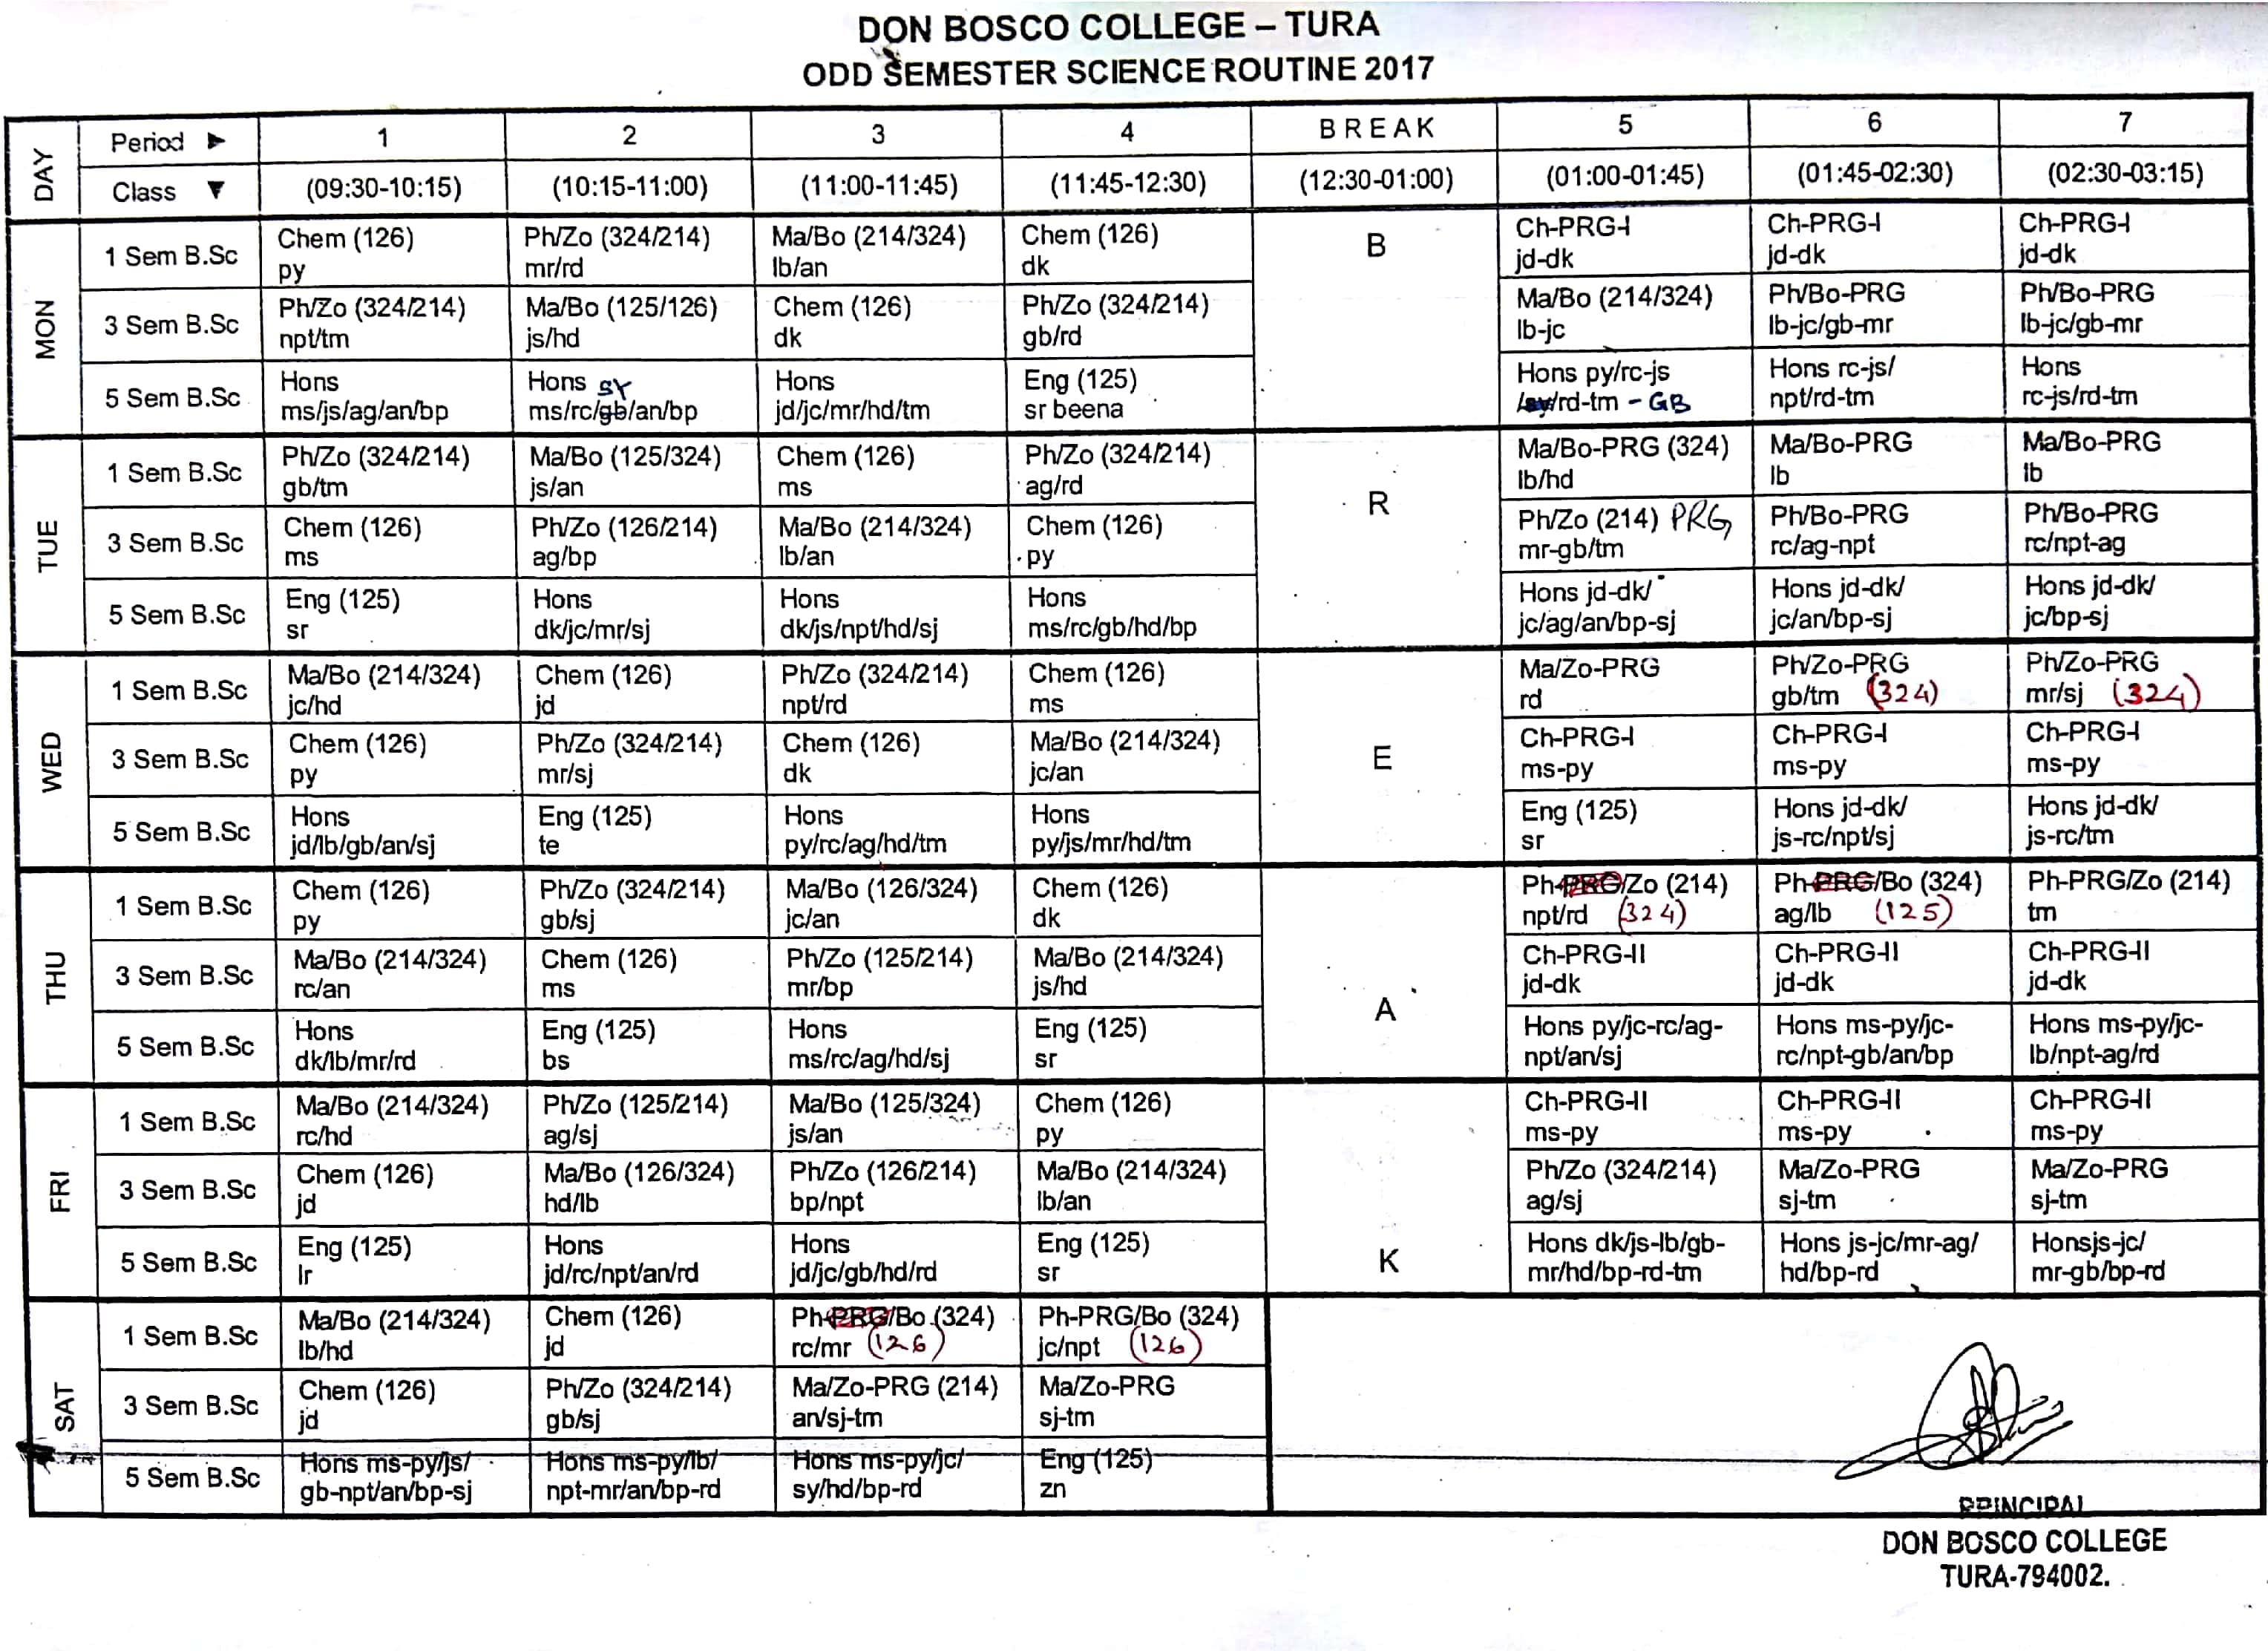 DON BOSCO COLLEGE – TURA
ODD SEMESTER SCIENCE ROUTINE 2017
DAY Period ► 1 2 3 4 BREAK 5 6 7
Class ▼ (09:30-10:15) (10:15-11:00) (11:00-11:45) (11:45-12:30) (12:30-01:00) (01:00-01:45) (01:45-02:30) (02:30-03:15)
MON
1 Sem B.Sc Chem (126) Ph/Zo (324/214) Ma/Bo (214/324) Chem (126) B Ch-PRG-I Ch-PRG-I Ch-PRG-I
py mr/rd lb/an dk jd-dk jd-dk jd-dk
3 Sem B.Sc Ph/Zo (324/214) Ma/Bo (125/126) Chem (126) Ph/Zo (324/214) Ma/Bo (214/324) Ph/Bo-PRG Ph/Bo-PRG
npt/tm js/hd dk gb/rd lb-jc lb-jc/gb-mr lb-jc/gb-mr
5 Sem B.Sc Hons Hons SY Hons Eng (125) Hons py/rc-js Hons rc-js/ Hons
ms/js/ag/an/bp ms/rc/gb/an/bp jd/jc/mr/hd/tm sr beena /sy/rd-tm - GB npt/rd-tm rc-js/rd-tm
TUE
1 Sem B.Sc Ph/Zo (324/214) Ma/Bo (125/324) Chem (126) Ph/Zo (324/214) R Ma/Bo-PRG (324) Ma/Bo-PRG Ma/Bo-PRG
gb/tm js/an ms ag/rd lb/hd lb lb
3 Sem B.Sc Chem (126) Ph/Zo (126/214) Ma/Bo (214/324) Chem (126) Ph/Zo (214) PRG Ph/Bo-PRG Ph/Bo-PRG
ms ag/bp lb/an py mr-gb/tm rc/ag-npt rc/npt-ag
5 Sem B.Sc Eng (125) Hons Hons Hons Hons jd-dk/ Hons jd-dk/ Hons jd-dk/
sr dk/jc/mr/sj dk/js/npt/hd/sj ms/rc/gb/hd/bp jc/ag/an/bp-sj jc/an/bp-sj jc/bp-sj
WED
1 Sem B.Sc Ma/Bo (214/324) Chem (126) Ph/Zo (324/214) Chem (126) E Ma/Zo-PRG Ph/Zo-PRG Ph/Zo-PRG
jc/hd jd npt/rd ms rd gb/tm (324) mr/sj (324)
3 Sem B.Sc Chem (126) Ph/Zo (324/214) Chem (126) Ma/Bo (214/324) Ch-PRG-I Ch-PRG-I Ch-PRG-I
py mr/sj dk jc/an ms-py ms-py ms-py
5 Sem B.Sc Hons Eng (125) Hons Hons Eng (125) Hons jd-dk/ Hons jd-dk/
jd/lb/gb/an/sj te py/rc/ag/hd/tm py/js/mr/hd/tm sr js-rc/npt/sj js-rc/tm
THU
1 Sem B.Sc Chem (126) Ph/Zo (324/214) Ma/Bo (126/324) Chem (126) A Ph-PRG/Zo (214) Ph-PRG/Bo (324) Ph-PRG/Zo (214)
py gb/sj jc/an dk npt/rd (324) ag/lb (125) tm
3 Sem B.Sc Ma/Bo (214/324) Chem (126) Ph/Zo (125/214) Ma/Bo (214/324) Ch-PRG-II Ch-PRG-II Ch-PRG-II
rc/an ms mr/bp js/hd jd-dk jd-dk jd-dk
5 Sem B.Sc Hons Eng (125) Hons Eng (125) Hons py/jc-rc/ag- Hons ms-py/jc- Hons ms-py/jc-
dk/lb/mr/rd bs ms/rc/ag/hd/sj sr npt/an/sj rc/npt-gb/an/bp lb/npt-ag/rd
FRI
1 Sem B.Sc Ma/Bo (214/324) Ph/Zo (125/214) Ma/Bo (125/324) Chem (126) K Ch-PRG-II Ch-PRG-II Ch-PRG-II
rc/hd ag/sj js/an py ms-py ms-py ms-py
3 Sem B.Sc Chem (126) Ma/Bo (126/324) Ph/Zo (126/214) Ma/Bo (214/324) Ph/Zo (324/214) Ma/Zo-PRG Ma/Zo-PRG
jd hd/lb bp/npt lb/an ag/sj sj-tm sj-tm
5 Sem B.Sc Eng (125) Hons Hons Eng (125) Hons dk/js-lb/gb- Hons js-jc/mr-ag/ Honsjs-jc/
lr jd/rc/npt/an/rd jd/jc/gb/hd/rd sr mr/hd/bp-rd-tm hd/bp-rd mr-gb/bp-rd
SAT
1 Sem B.Sc Ma/Bo (214/324) Chem (126) Ph-PRG/Bo (324) Ph-PRG/Bo (324)
lb/hd jd rc/mr (126) jc/npt (126)
3 Sem B.Sc Chem (126) Ph/Zo (324/214) Ma/Zo-PRG (214) Ma/Zo-PRG
jd gb/sj an/sj-tm sj-tm
5 Sem B.Sc Hons ms-py/js/ Hons ms-py/lb/ Hons ms-py/jc/ Eng (125)
gb-npt/an/bp-sj npt-mr/an/bp-rd sy/hd/bp-rd zn
PRINCIPAL
DON BOSCO COLLEGE
TURA-794002.